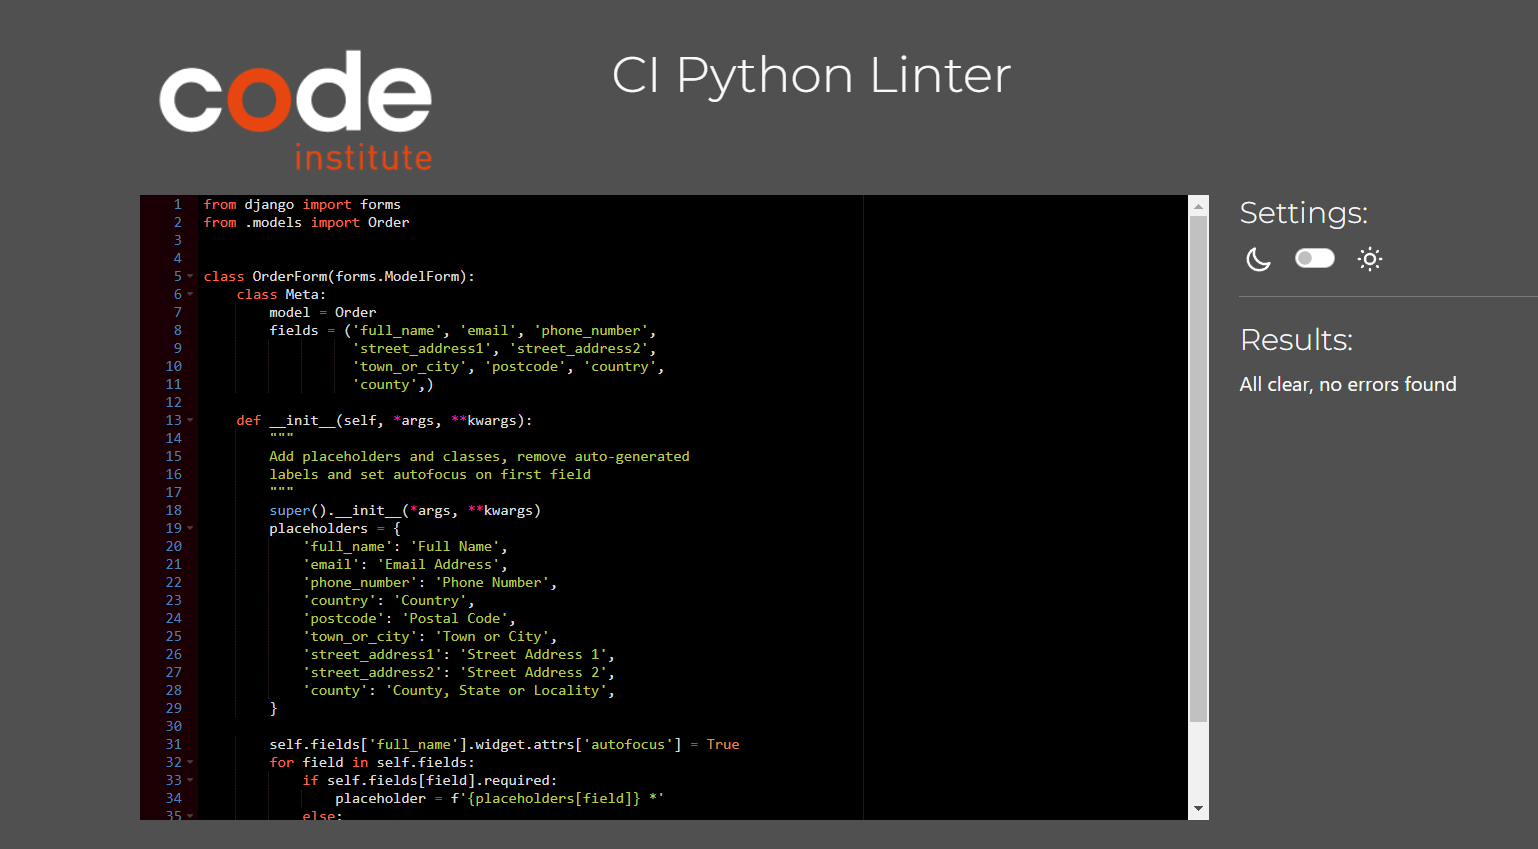 code
institute
CI Python Linter
1 from django import forms
2 from .models import Order
3
4
5 class OrderForm(forms.ModelForm):
6     class Meta:
7         model = Order
8         fields = ('full_name', 'email', 'phone_number',
9                   'street_address1', 'street_address2',
10                   'town_or_city', 'postcode', 'country',
11                   'county',)
12
13     def __init__(self, *args, **kwargs):
14         """
15         Add placeholders and classes, remove auto-generated
16         labels and set autofocus on first field
17         """
18         super().__init__(*args, **kwargs)
19         placeholders = {
20             'full_name': 'Full Name',
21             'email': 'Email Address',
22             'phone_number': 'Phone Number',
23             'country': 'Country',
24             'postcode': 'Postal Code',
25             'town_or_city': 'Town or City',
26             'street_address1': 'Street Address 1',
27             'street_address2': 'Street Address 2',
28             'county': 'County, State or Locality',
29         }
30
31         self.fields['full_name'].widget.attrs['autofocus'] = True
32         for field in self.fields:
33             if self.fields[field].required:
34                 placeholder = f'{placeholders[field]} *'
35             else:
Settings:
Results:
All clear, no errors found